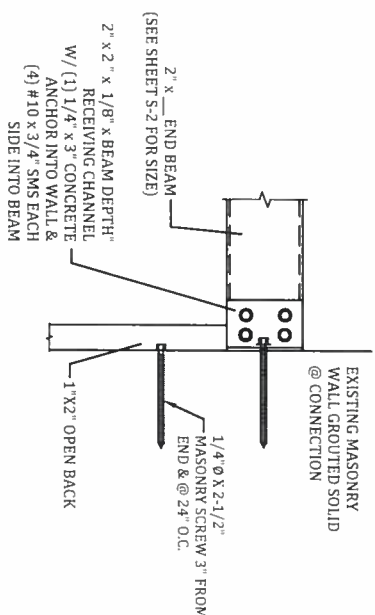 2" x __ END BEAM
(SEE SHEET S-2 FOR SIZE)
2" x 2 " x 1/8" x BEAM DEPTH"
RECEIVING CHANNEL
W/ (1) 1/4" x 3" CONCRETE
ANCHOR INTO WALL &
(4) #10 x 3/4" SMS EACH
SIDE INTO BEAM
EXISTING MASONRY
WALL GROUTED SOLID
@ CONNECTION
1/4"Ø X 2-1/2"
MASONRY SCREW 3" FROM
END & @ 24" O.C.
1"X2" OPEN BACK